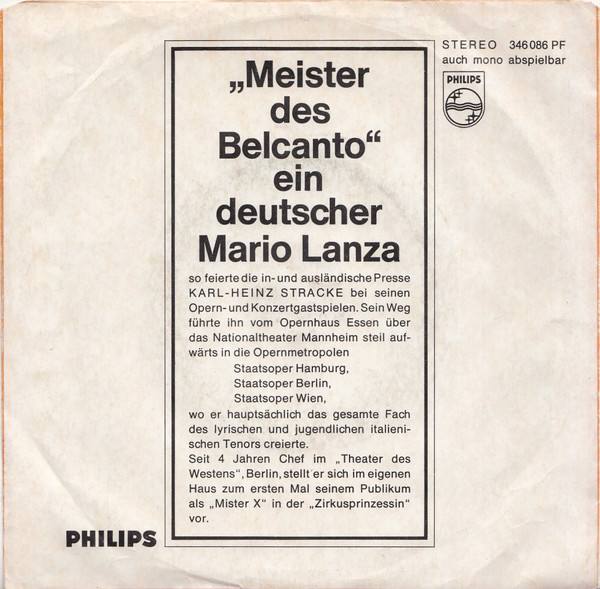 STEREO 346 086 PF
auch mono abspielbar
PHILIPS
„Meister
des
Belcanto“
ein
deutscher
Mario Lanza
so feierte die in- und ausländische Presse
KARL-HEINZ STRACKE bei seinen
Opern- und Konzertgastspielen. Sein Weg
führte ihn vom Opernhaus Essen über
das Nationaltheater Mannheim steil auf-
wärts in die Opernmetropolen
Staatsoper Hamburg,
Staatsoper Berlin,
Staatsoper Wien,
wo er hauptsächlich das gesamte Fach
des lyrischen und jugendlichen italieni-
schen Tenors creierte.
Seit 4 Jahren Chef im „Theater des
Westens“, Berlin, stellt er sich im eigenen
Haus zum ersten Mal seinem Publikum
als „Mister X“ in der „Zirkusprinzessin“
vor.
PHILIPS